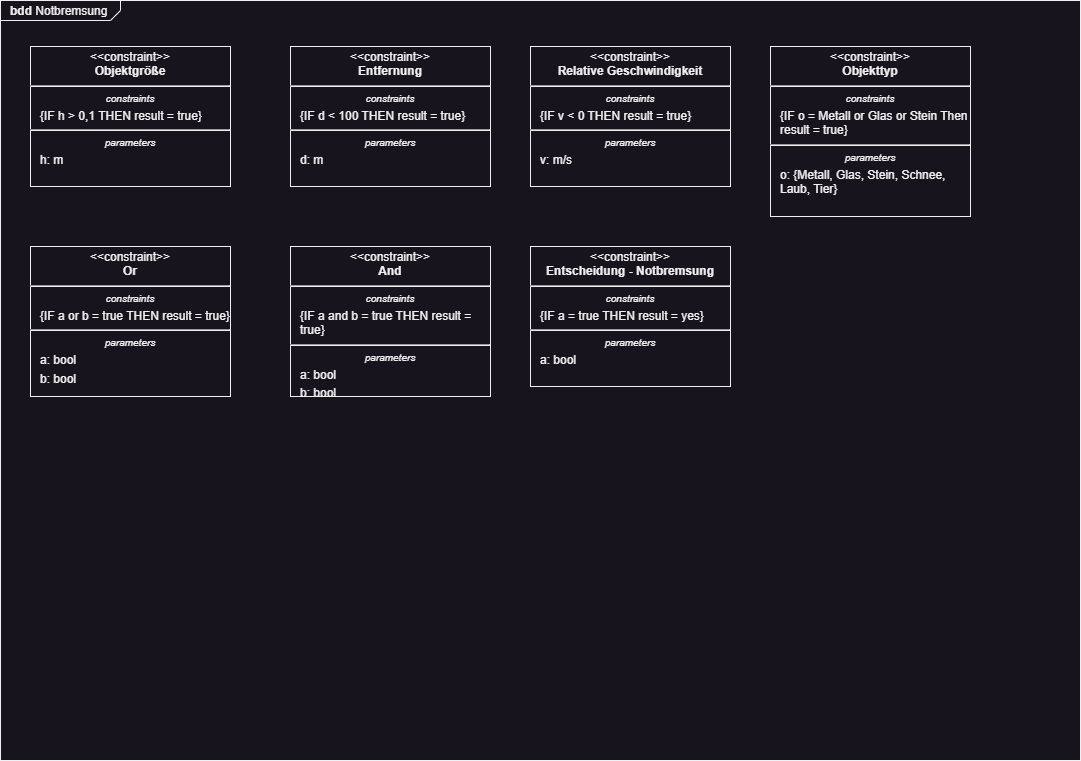 bdd Notbremsung
<<constraint>>
Objektgröße
constraints
{IF h > 0,1 THEN result = true}
parameters
h: m
<<constraint>>
Entfernung
constraints
{IF d < 100 THEN result = true}
parameters
d: m
<<constraint>>
Relative Geschwindigkeit
constraints
{IF v < 0 THEN result = true}
parameters
v: m/s
<<constraint>>
Objekttyp
constraints
{IF o = Metall or Glas or Stein Then
result = true}
parameters
o: {Metall, Glas, Stein, Schnee,
Laub, Tier}
<<constraint>>
Or
constraints
{IF a or b = true THEN result = true}
parameters
a: bool
b: bool
<<constraint>>
And
constraints
{IF a and b = true THEN result =
true}
parameters
a: bool
b: bool
<<constraint>>
Entscheidung - Notbremsung
constraints
{IF a = true THEN result = yes}
parameters
a: bool